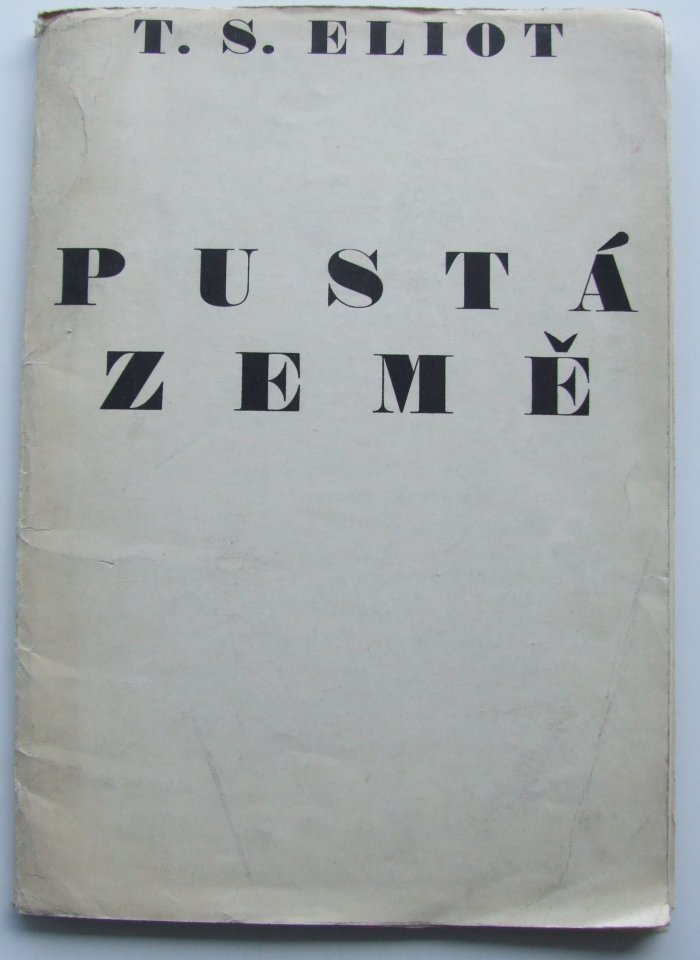 T. S. ELIOT
PUSTÁ
ZEMĚ